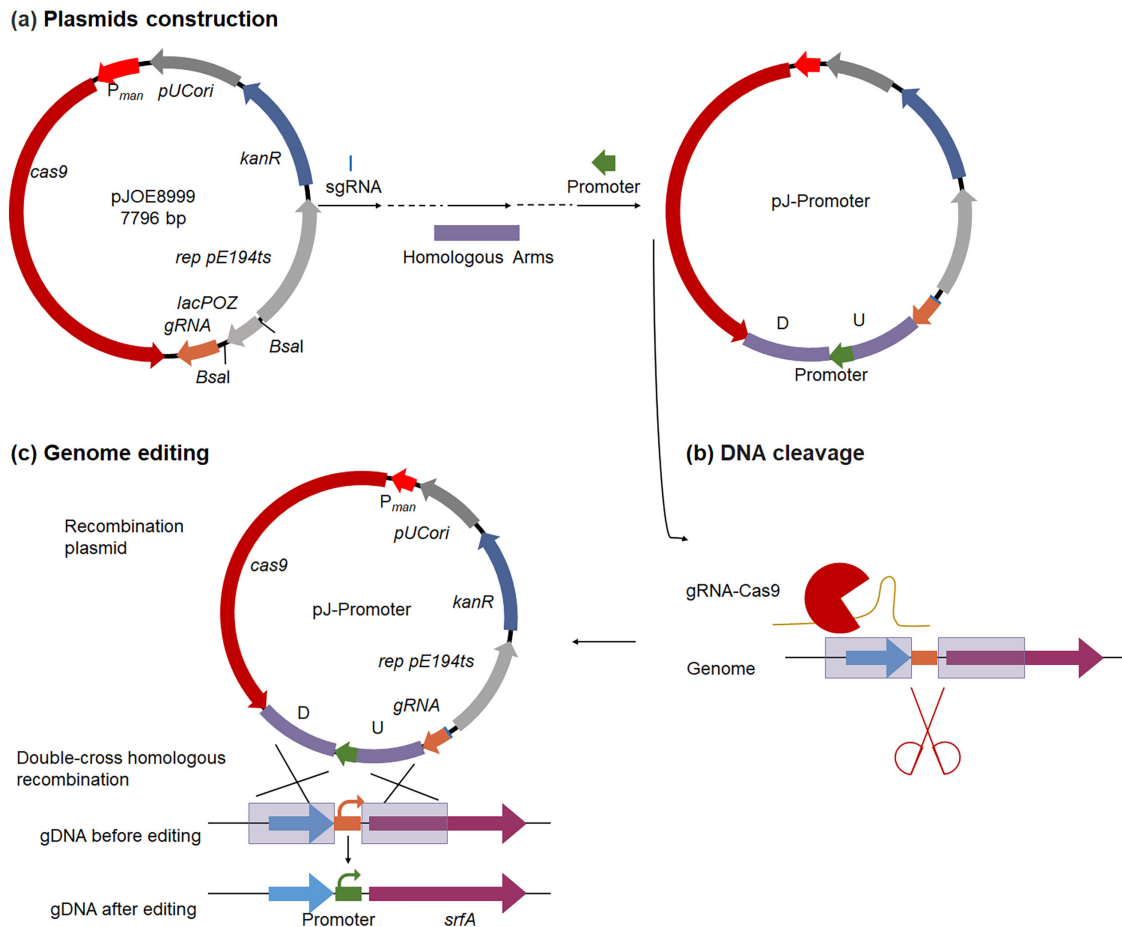 (a) Plasmids construction
Pman
pUCori
kanR
cas9
pJOE8999
7796 bp
rep pE194ts
lacPOZ
gRNA
BsaI
BsaI
sgRNA
Homologous Arms
Promoter
pJ-Promoter
D
U
Promoter
(c) Genome editing
Recombination
plasmid
Pman
pUCori
cas9
kanR
pJ-Promoter
rep pE194ts
gRNA
D
U
Double-cross homologous
recombination
gDNA before editing
gDNA after editing
Promoter
srfA
(b) DNA cleavage
gRNA-Cas9
Genome